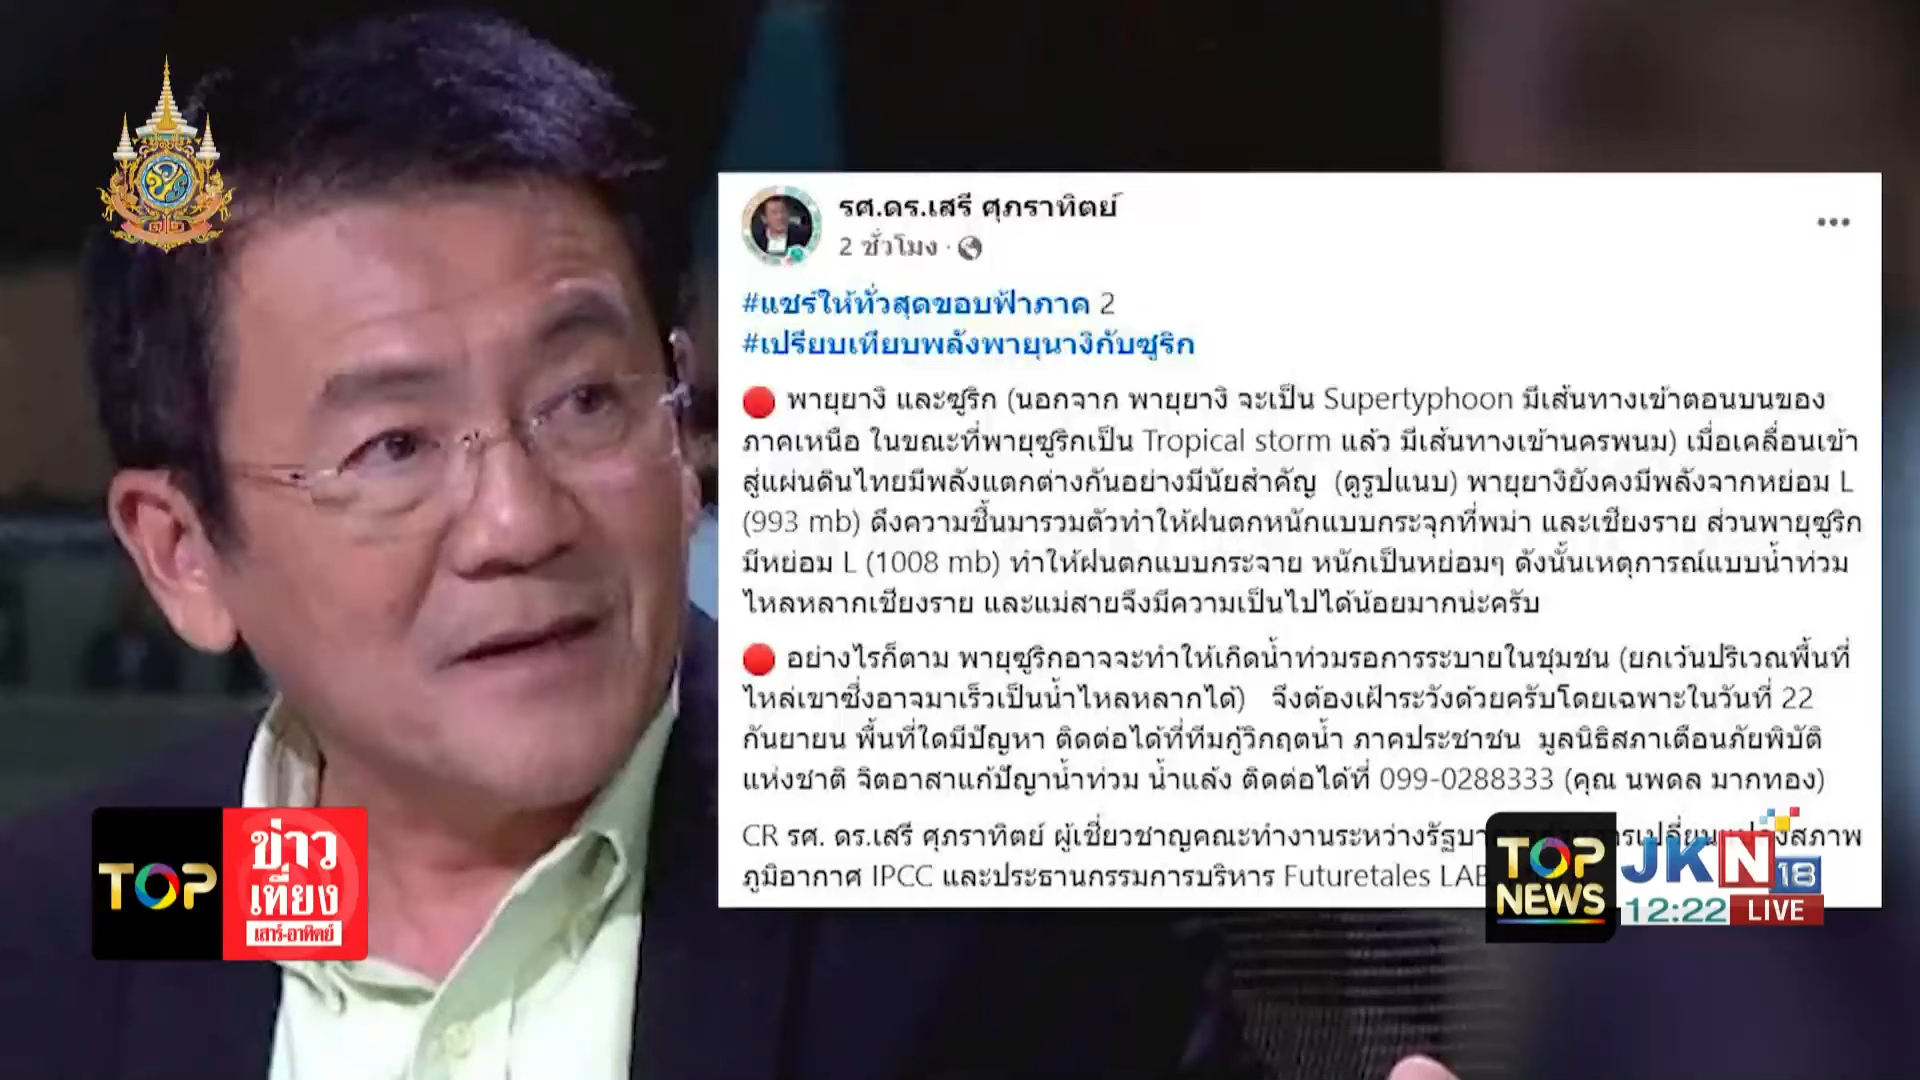 รศ.ดร.เสรี ศุภราทิตย์
2 ชั่วโมง
#แชร์ให้ทั่วสุดขอบฟ้าภาค 2
#เปรียบเทียบพลังพายุนางิกับซูริก
พายุยางิ และซูริก (นอกจาก พายุยางิ จะเป็น Supertyphoon มีเส้นทางเข้าตอนบนของ
ภาคเหนือ ในขณะที่พายุซูริกเป็น Tropical storm แล้ว มีเส้นทางเข้านครพนม) เมื่อเคลื่อนเข้า
สู่แผ่นดินไทยมีพลังแตกต่างกันอย่างมีนัยสำคัญ (ดูรูปแนบ) พายุยางิยังคงมีพลังจากหย่อม L
(993 mb) ดึงความชื้นมารวมตัวทำให้ฝนตกหนักแบบกระจุกที่พม่า และเชียงราย ส่วนพายุซูริก
มีหย่อม L (1008 mb) ทำให้ฝนตกแบบกระจาย หนักเป็นหย่อมๆ ดังนั้นเหตุการณ์แบบน้ำท่วม
ไหลหลากเชียงราย และแม่สายจึงมีความเป็นไปได้น้อยมากน่ะครับ
อย่างไรก็ตาม พายุซูริกอาจจะทำให้เกิดน้ำท่วมรอการระบายในชุมชน (ยกเว้นปริเวณพื้นที่
ไหล่เขาซึ่งอาจมาเร็วเป็นน้ำไหลหลากได้) จึงต้องเฝ้าระวังด้วยครับโดยเฉพาะในวันที่ 22
กันยายน พื้นที่ใดมีปัญหา ติดต่อได้ที่ทีมกู้วิกฤตน้ำ ภาคประชาชน มูลนิธิสภาเตือนภัยพิบัติ
แห่งชาติ จิตอาสาแก้ปัญาน้ำท่วม น้ำแล้ง ติดต่อได้ที่ 099-0288333 (คุณ นพดล มากทอง)
CR รศ. ดร.เสรี ศุภราทิตย์ ผู้เชี่ยวชาญคณะทำงานระหว่างรัฐบา
ภูมิอากาศ IPCC และประธานกรรมการบริหาร Futuretales LAB
TOP
ข่าว
เที่ยง
เสาร์-อาทิตย์
TOP
NEWS
JKN
18
12:22 LIVE